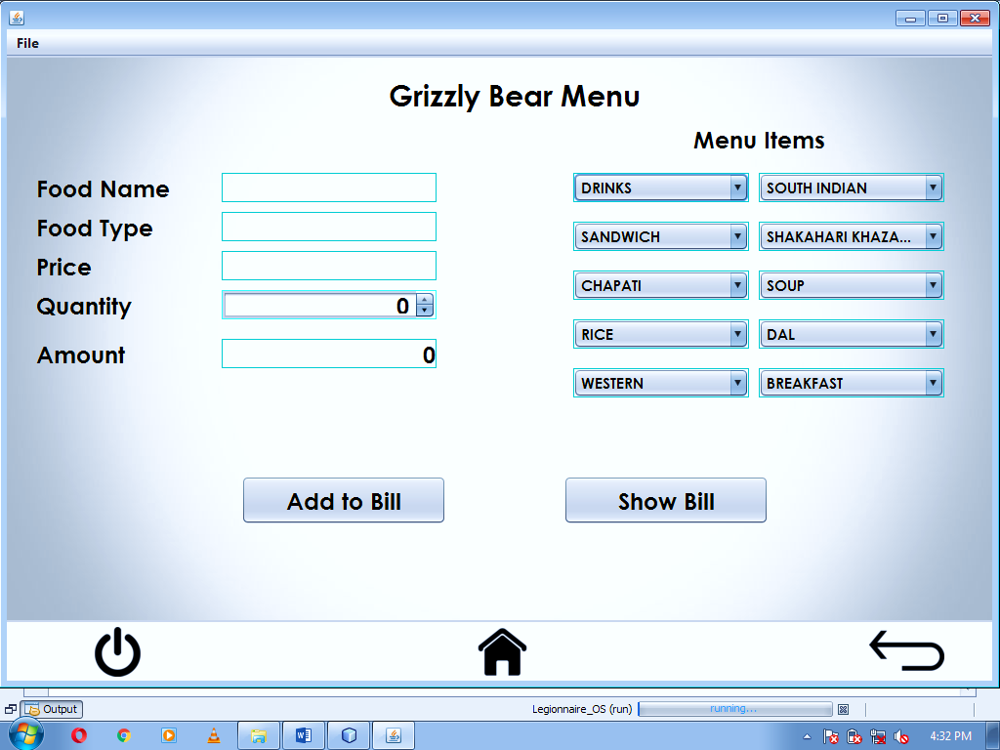 File
Grizzly Bear Menu
Menu Items
Food Name
Food Type
Price
Quantity 0
Amount 0
DRINKS SOUTH INDIAN
SANDWICH SHAKAHARI KHAZA...
CHAPATI SOUP
RICE DAL
WESTERN BREAKFAST
Add to Bill Show Bill
Output Legionnaire_OS (run) running...
4:32 PM